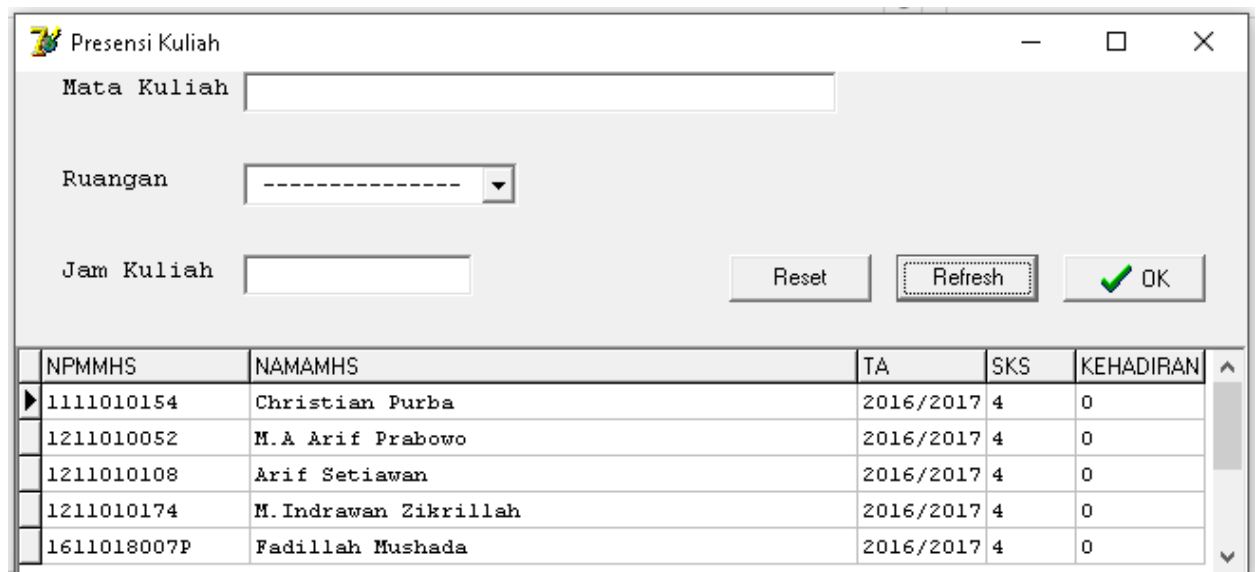 Presensi Kuliah
Mata Kuliah
Ruangan ---------------
Jam Kuliah Reset Refresh OK
NPMMHS NAMAMHS TA SKS KEHADIRAN
1111010154 Christian Purba 2016/2017 4 0
1211010052 M.A Arif Prabowo 2016/2017 4 0
1211010108 Arif Setiawan 2016/2017 4 0
1211010174 M.Indrawan Zikrillah 2016/2017 4 0
1611018007P Fadillah Mushada 2016/2017 4 0